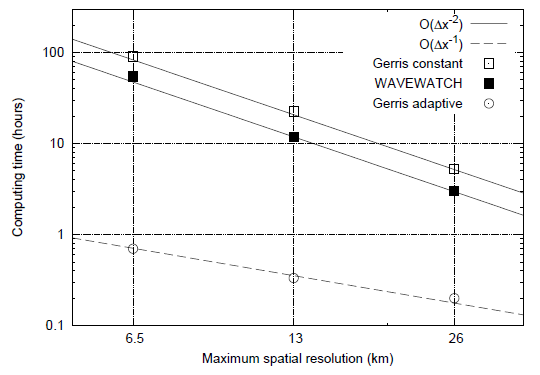 O(Δx-2)
O(Δx-1)
Gerris constant
WAVEWATCH
Gerris adaptive
100
10
1
0.1
Computing time (hours)
6.5 13 26
Maximum spatial resolution (km)